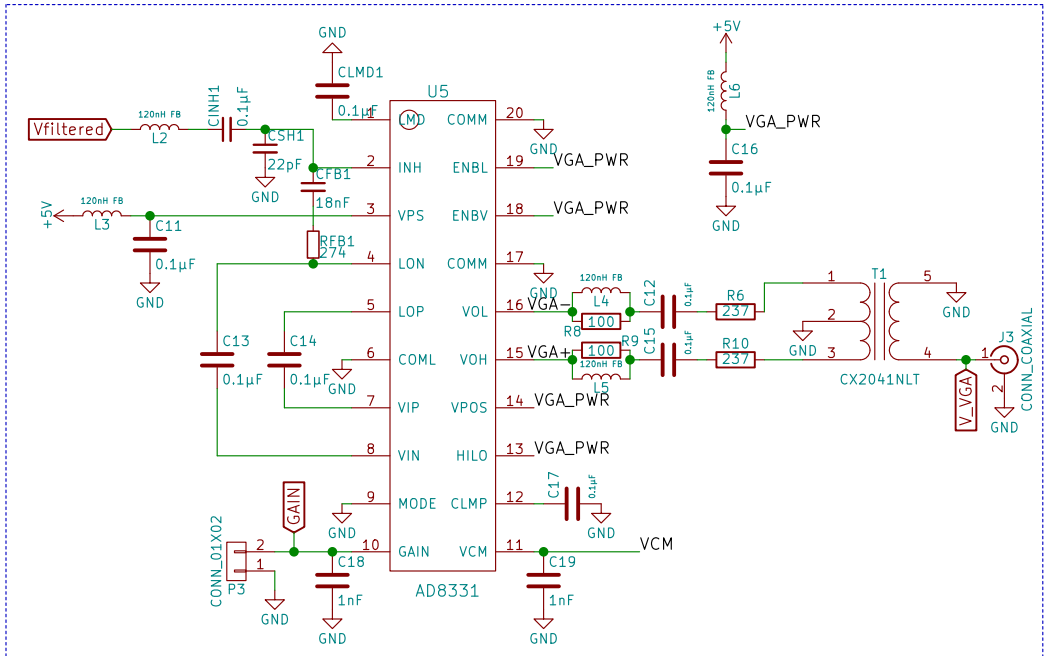 GND
CLMD1
0.1µF
120nH FB
L2
CINH1
0.1µF
Vfiltered
CSH1
22pF
GND
CFB1
18nF
+5V
120nH FB
L3
C11
0.1µF
GND
RFB1
274
C13
0.1µF
C14
0.1µF
GND
GND
GAIN
CONN_01X02
P3
2
1
GND
C18
1nF
GND
U5
AD8331
1
LMD
2
INH
3
VPS
4
LON
5
LOP
6
COML
7
VIP
8
VIN
9
MODE
10
GAIN
COMM
20
ENBL
19
ENBV
18
COMM
17
VOL
16
VOH
15
VPOS
14
HILO
13
CLMP
12
VCM
11
GND
VGA_PWR
VGA_PWR
GND
VGA-
VGA+
VGA_PWR
VGA_PWR
120nH FB
L4
R8
100
100
R9
120nH FB
L5
C12
0.1µF
C15
0.1µF
R6
237
R10
237
C17
0.1µF
GND
VCM
C19
1nF
GND
+5V
120nH FB
L6
VGA_PWR
C16
0.1µF
GND
T1
1
2
3
5
4
GND
GND
CX2041NLT
V_VGA
J3
1
2
CONN_COAXIAL
GND